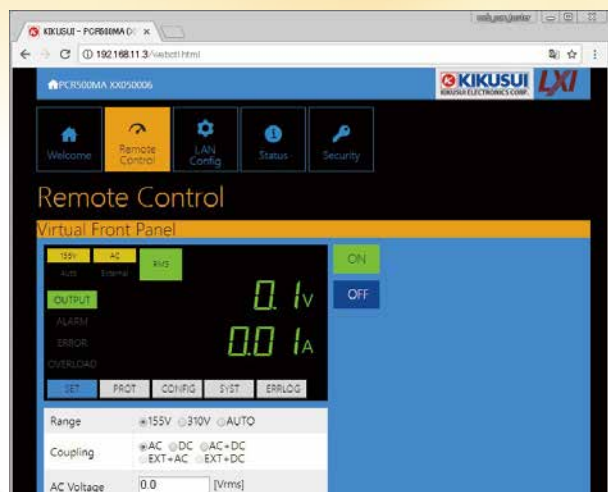 KIKUSUI - PCR500MA D
192.168.11.3/webctl.html
PCR500MA XX050006
KIKUSUI
KIKUSUI ELECTRONICS CORP.
LXI
Welcome
Remote Control
LAN Config
Status
Security
Remote Control
Virtual Front Panel
155V AC RMS
Auto External
ON
OUTPUT
0.1V
OFF
ALARM
ERROR
0.01A
OVERLOAD
SET PROT CONFIG SYST ERRLOG
Range 155V 310V AUTO
Coupling AC DC AC+DC
EXT+AC EXT+DC
AC Voltage 0.0 [Vrms]